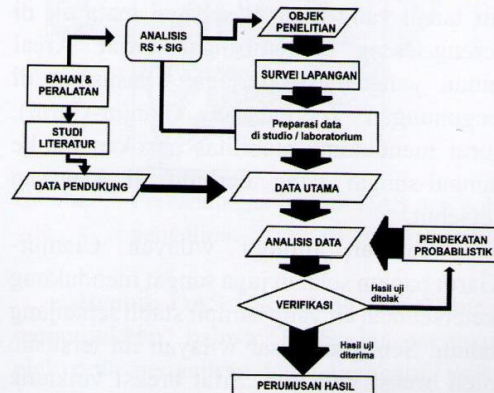 OBJEK
PENELITIAN
ANALISIS
RS + SIG
SURVEI LAPANGAN
BAHAN &
PERALATAN
Preparasi data
di studio / laboratorium
STUDI
LITERATUR
DATA PENDUKUNG
DATA UTAMA
ANALISIS DATA
PENDEKATAN
PROBABILISTIK
Hasil uji
ditolak
VERIFIKASI
Hasil uji
diterima
PERUMUSAN HASIL